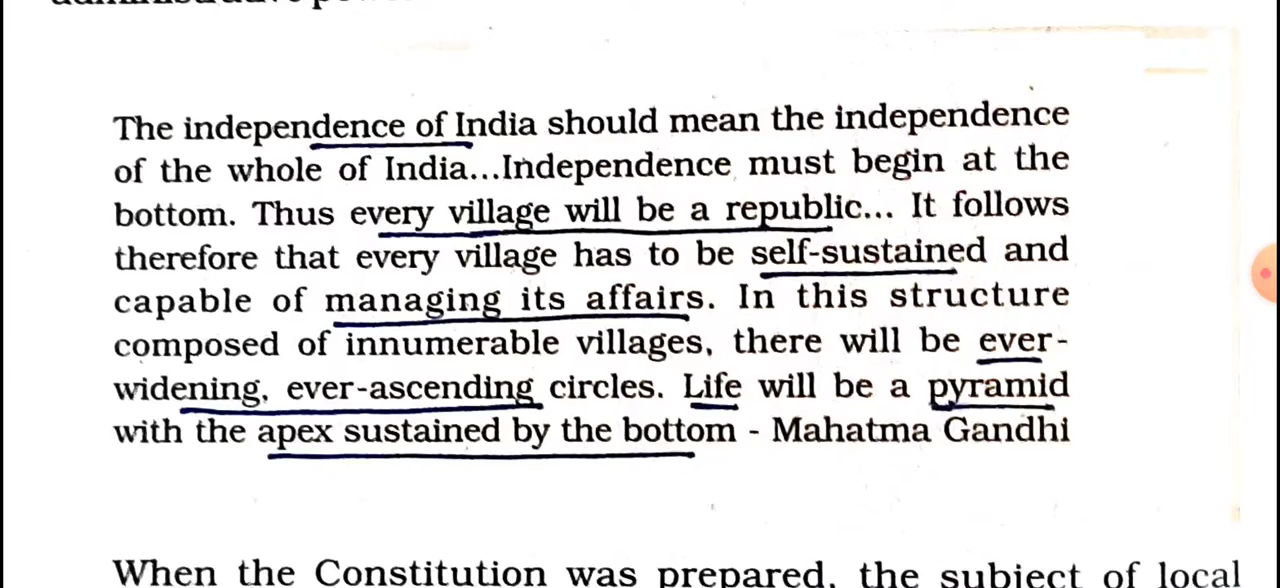 The independence of India should mean the independence
of the whole of India...Independence must begin at the
bottom. Thus every village will be a republic... It follows
therefore that every village has to be self-sustained and
capable of managing its affairs. In this structure
composed of innumerable villages, there will be ever-
widening, ever-ascending circles. Life will be a pyramid
with the apex sustained by the bottom - Mahatma Gandhi
When the Constitution was prepared, the subject of local